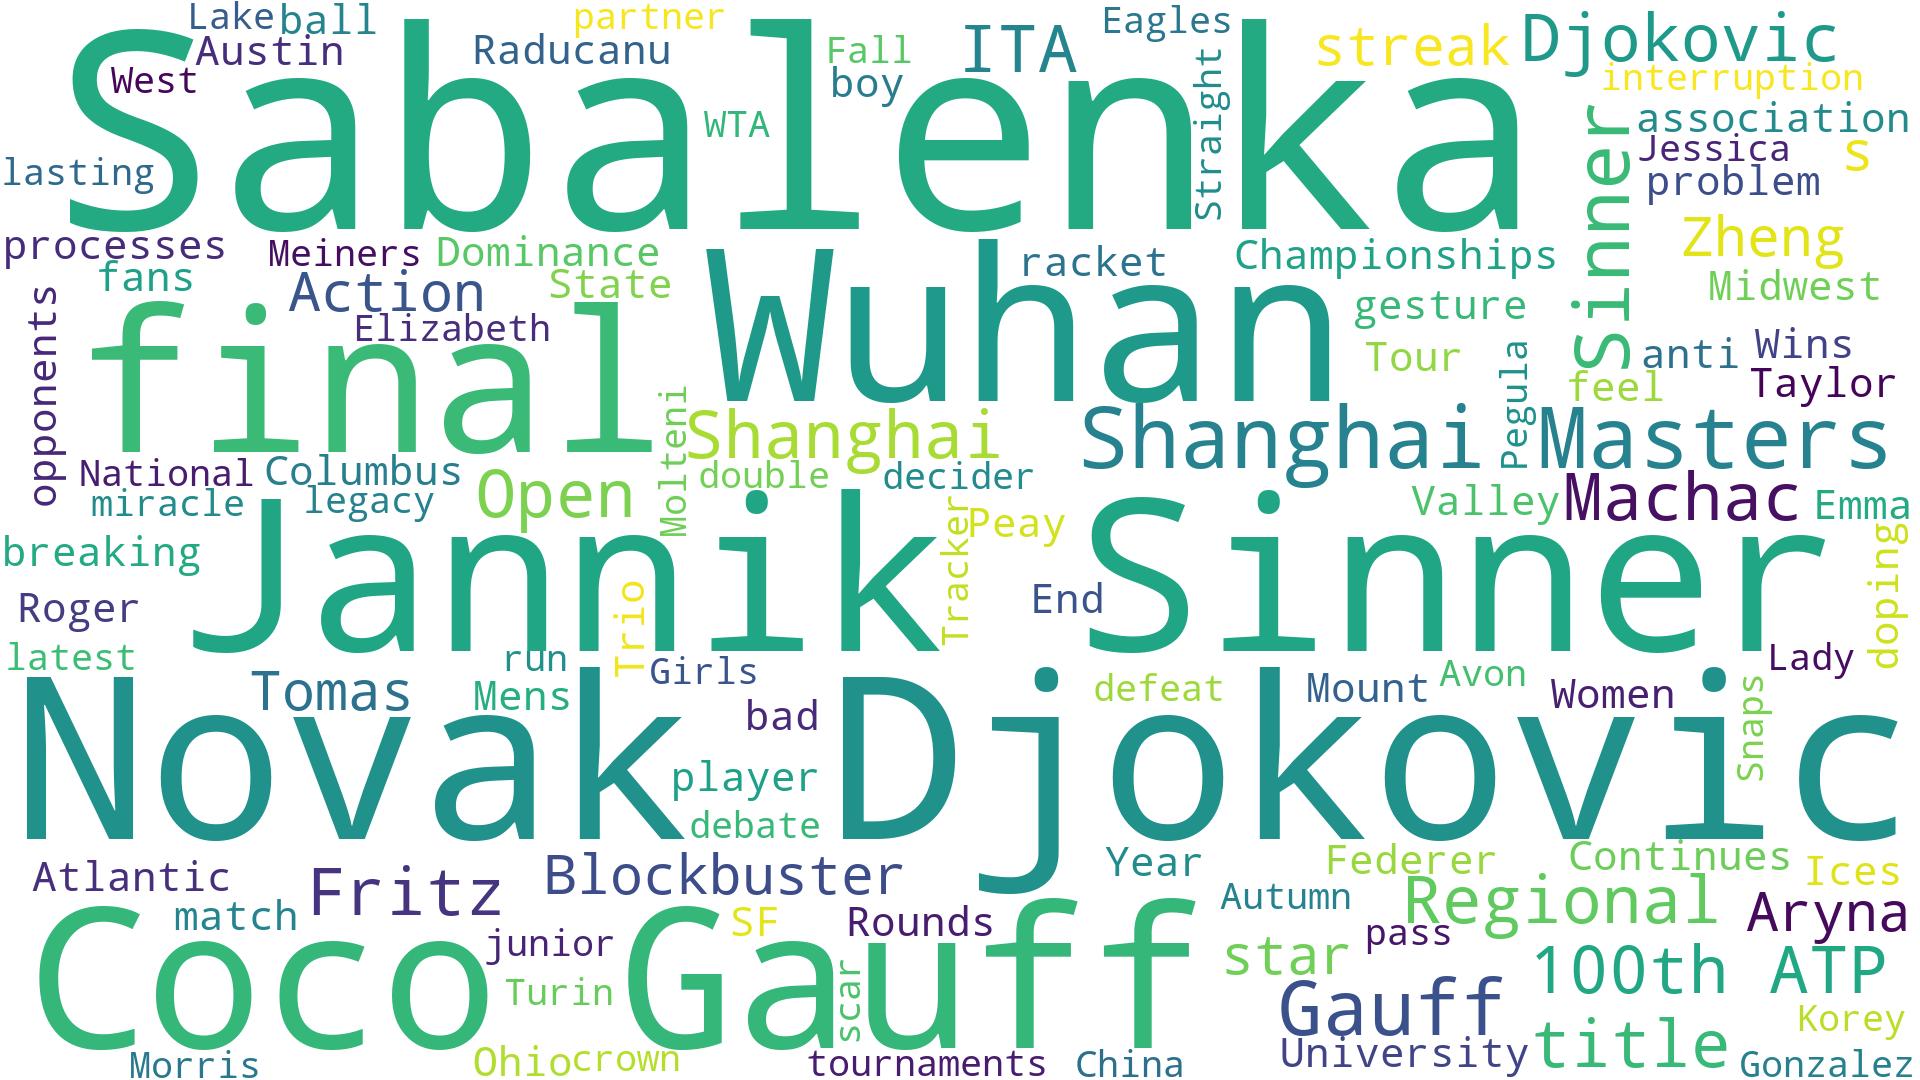 Lake
ball
partner
Eagles
Djokovic
Austin
Raducanu
Fall
ITA
streak
West
boy
interruption
Sabalenka
WTA
Straight
association
Jessica
s
lasting
problem
Sinner
processes
Meiners
Dominance
racket
Championships
Zheng
fans
Action
State
Wuhan
gesture
Midwest
opponents
Elizabeth
final
Tour
Pegula
anti
Wins
feel
Taylor
Molteni
Shanghai
Shanghai
Masters
National
Columbus
Open
double
decider
Valley
Machac
Emma
miracle
legacy
Tracker
Peay
breaking
Jannik Sinner
doping
Roger
Trio
End
latest
run
Girls
Lady
Tomas
Mens
defeat
Mount
Avon
Women
Snaps
bad
Novak Djokovic
player
debate
Atlantic
Fritz
Blockbuster
Year
Federer
Continues
Ices
match
SF
Rounds
Autumn
Regional
Aryna
junior
pass
Coco Gauff
star
100th
ATP
Turin
scar
Gauff
Korey
Morris
Ohio
crown
tournaments
China
University
title
Gonzalez